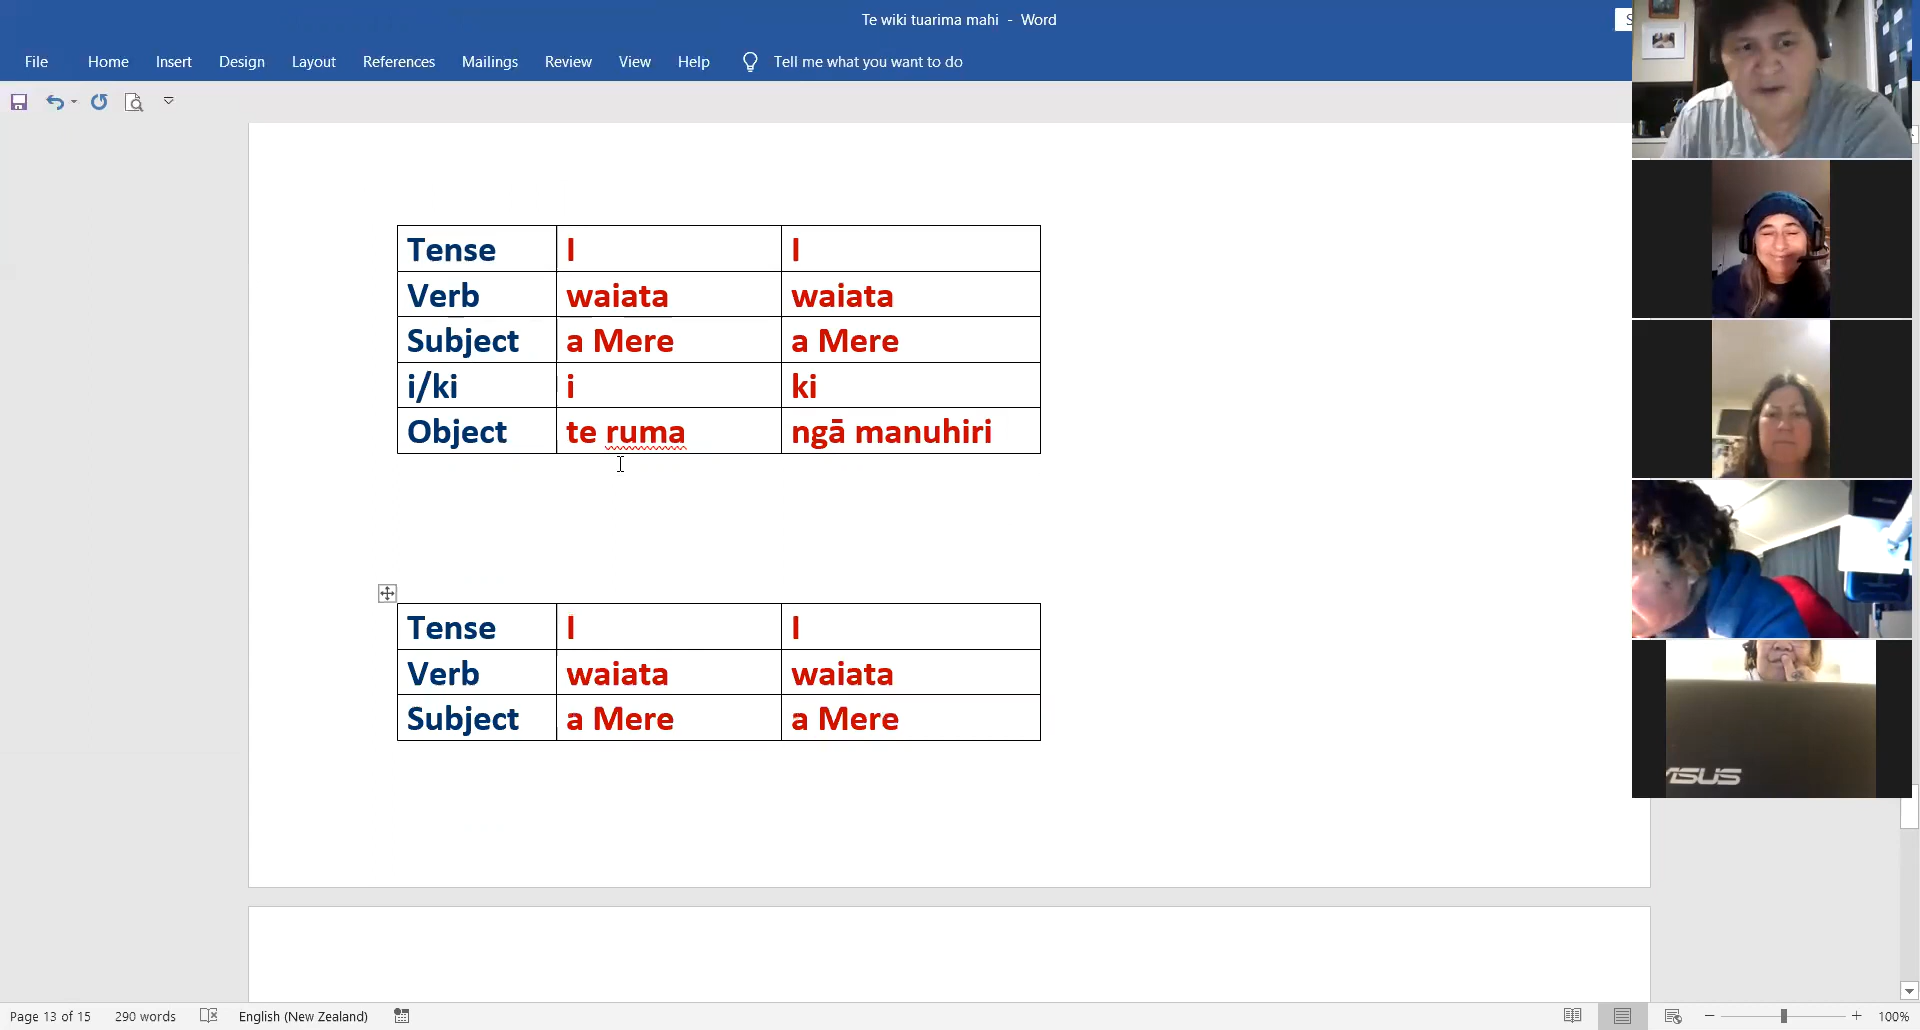 Te wiki tuarima mahi - Word
File Home Insert Design Layout References Mailings Review View Help Tell me what you want to do
Tense I I
Verb waiata waiata
Subject a Mere a Mere
i/ki i ki
Object te ruma ngā manuhiri
Tense I I
Verb waiata waiata
Subject a Mere a Mere
ASUS
Page 13 of 15 290 words English (New Zealand) 100%